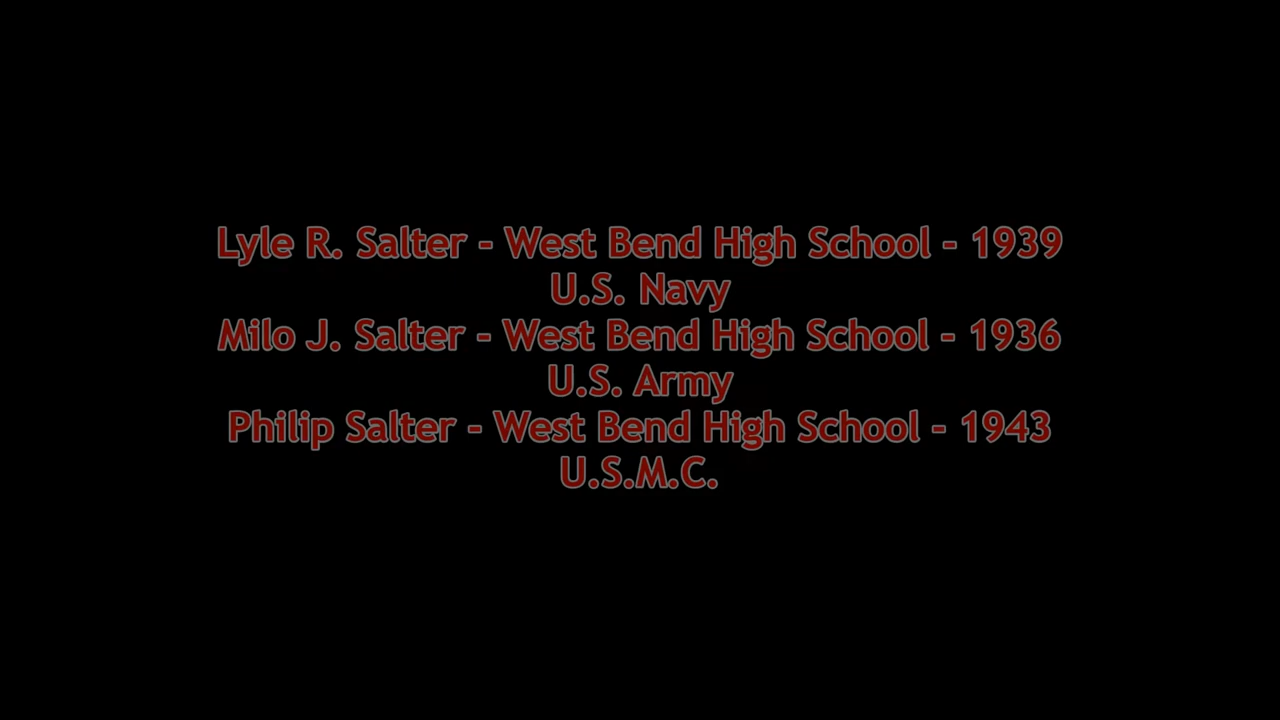 Lyle R. Salter - West Bend High School - 1939
U.S. Navy
Milo J. Salter - West Bend High School - 1936
U.S. Army
Philip Salter - West Bend High School - 1943
U.S.M.C.